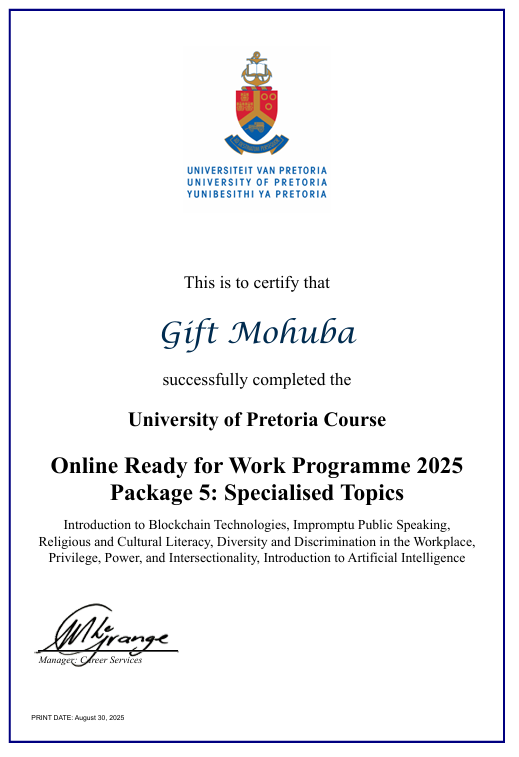 UNIVERSITEIT VAN PRETORIA
UNIVERSITY OF PRETORIA
YUNIBESITHI YA PRETORIA
This is to certify that
Gift Mohuba
successfully completed the
University of Pretoria Course
Online Ready for Work Programme 2025
Package 5: Specialised Topics
Introduction to Blockchain Technologies, Impromptu Public Speaking,
Religious and Cultural Literacy, Diversity and Discrimination in the Workplace,
Privilege, Power, and Intersectionality, Introduction to Artificial Intelligence
Manager: Career Services
PRINT DATE: August 30, 2025